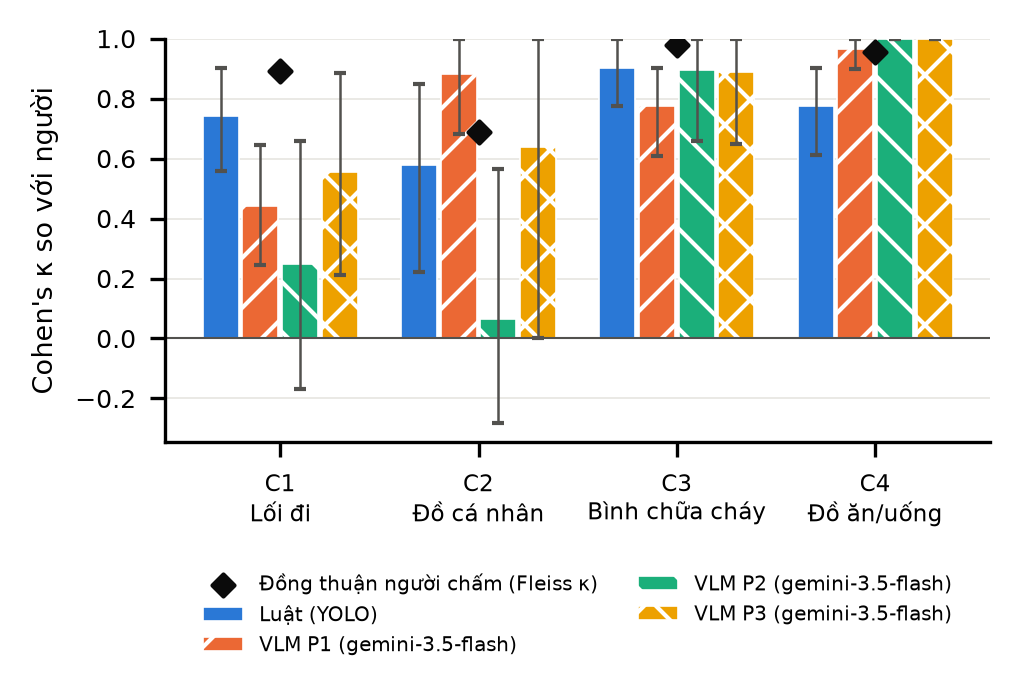 Cohen's κ so với người
1.0
0.8
0.6
0.4
0.2
0.0
−0.2
C1
Lối đi
C2
Đồ cá nhân
C3
Bình chữa cháy
C4
Đồ ăn/uống
Đồng thuận người chấm (Fleiss κ)
Luật (YOLO)
VLM P1 (gemini-3.5-flash)
VLM P2 (gemini-3.5-flash)
VLM P3 (gemini-3.5-flash)